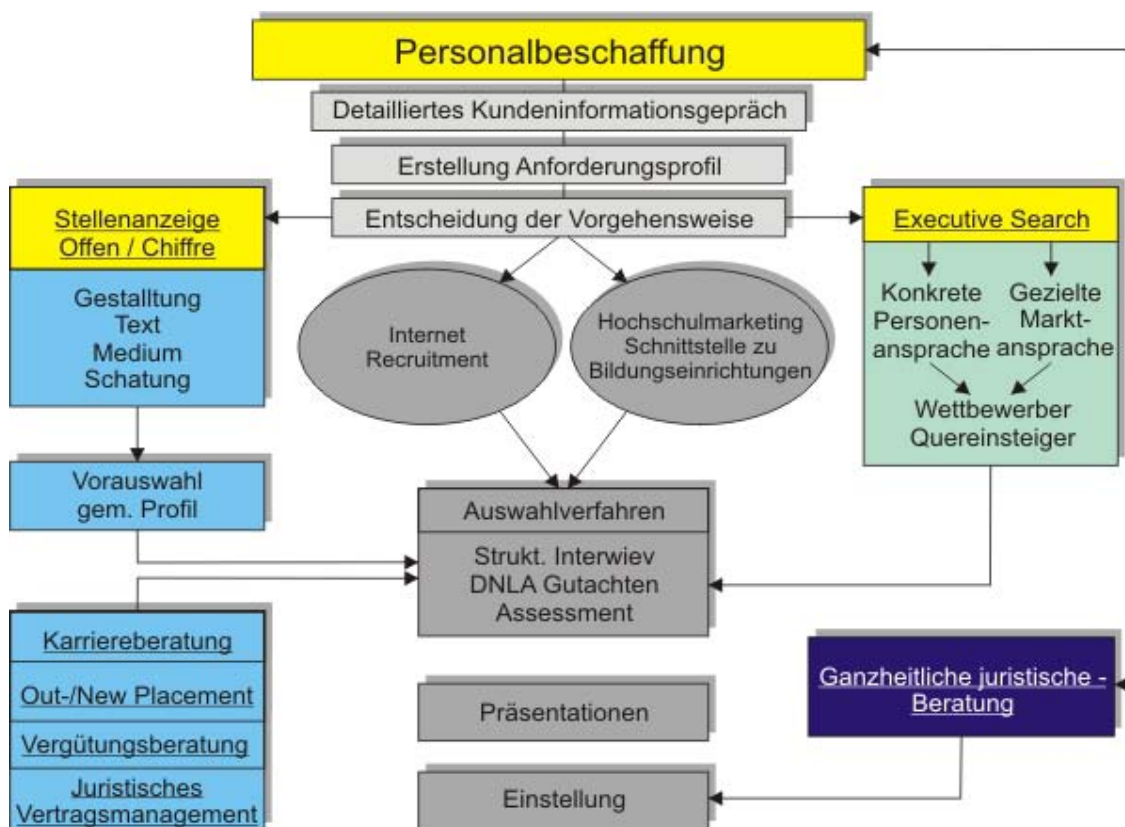 Personalbeschaffung
Detailliertes Kundeninformationsgepräch
Erstellung Anforderungsprofil
Entscheidung der Vorgehensweise
Stellenanzeige
Offen / Chiffre
Gestalltung
Text
Medium
Schatung
Internet
Recruitment
Hochschulmarketing
Schnittstelle zu
Bildungseinrichtungen
Executive Search
Konkrete
Personen-
ansprache
Gezielte
Markt-
ansprache
Wettbewerber
Quereinsteiger
Vorauswahl
gem. Profil
Auswahlverfahren
Strukt. Interwiev
DNLA Gutachten
Assessment
Karriereberatung
Out-/New Placement
Vergütungsberatung
Juristisches
Vertragsmanagement
Präsentationen
Einstellung
Ganzheitliche juristische -
Beratung